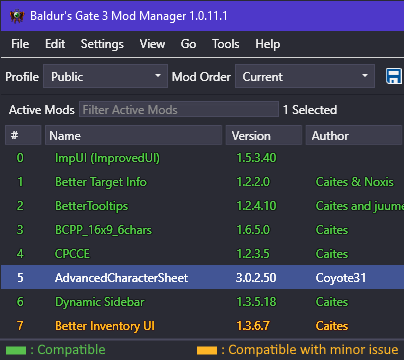 Baldur's Gate 3 Mod Manager 1.0.11.1
File Edit Settings View Go Tools Help
Profile Public Mod Order Current
Active Mods Filter Active Mods 1 Selected
# Name Version Author
0 ImpUI (ImprovedUI) 1.5.3.40
1 Better Target Info 1.2.2.0 Caites & Noxis
2 BetterTooltips 1.2.4.10 Caites and juume
3 BCPP_16x9_6chars 1.6.5.0 Caites
4 CPCCE 1.2.3.5 Caites
5 AdvancedCharacterSheet 3.0.2.50 Coyote31
6 Dynamic Sidebar 1.3.5.18 Caites
7 Better Inventory UI 1.3.6.7 Caites
: Compatible : Compatible with minor issue